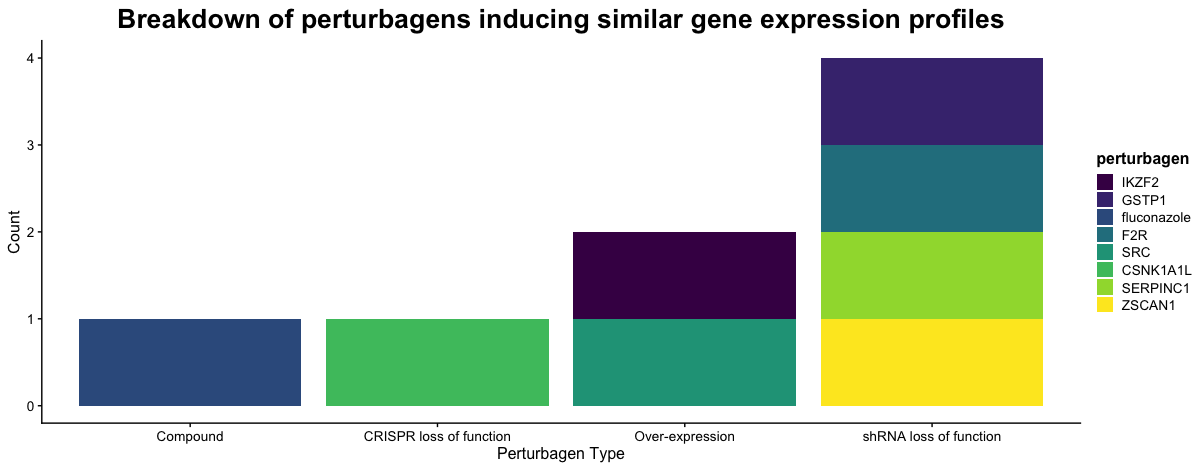 Breakdown of perturbagens inducing similar gene expression profiles
4
3
2
1
0
Count
Compound
CRISPR loss of function
Over-expression
shRNA loss of function
Perturbagen Type
perturbagen
IKZF2
GSTP1
fluconazole
F2R
SRC
CSNK1A1L
SERPINC1
ZSCAN1